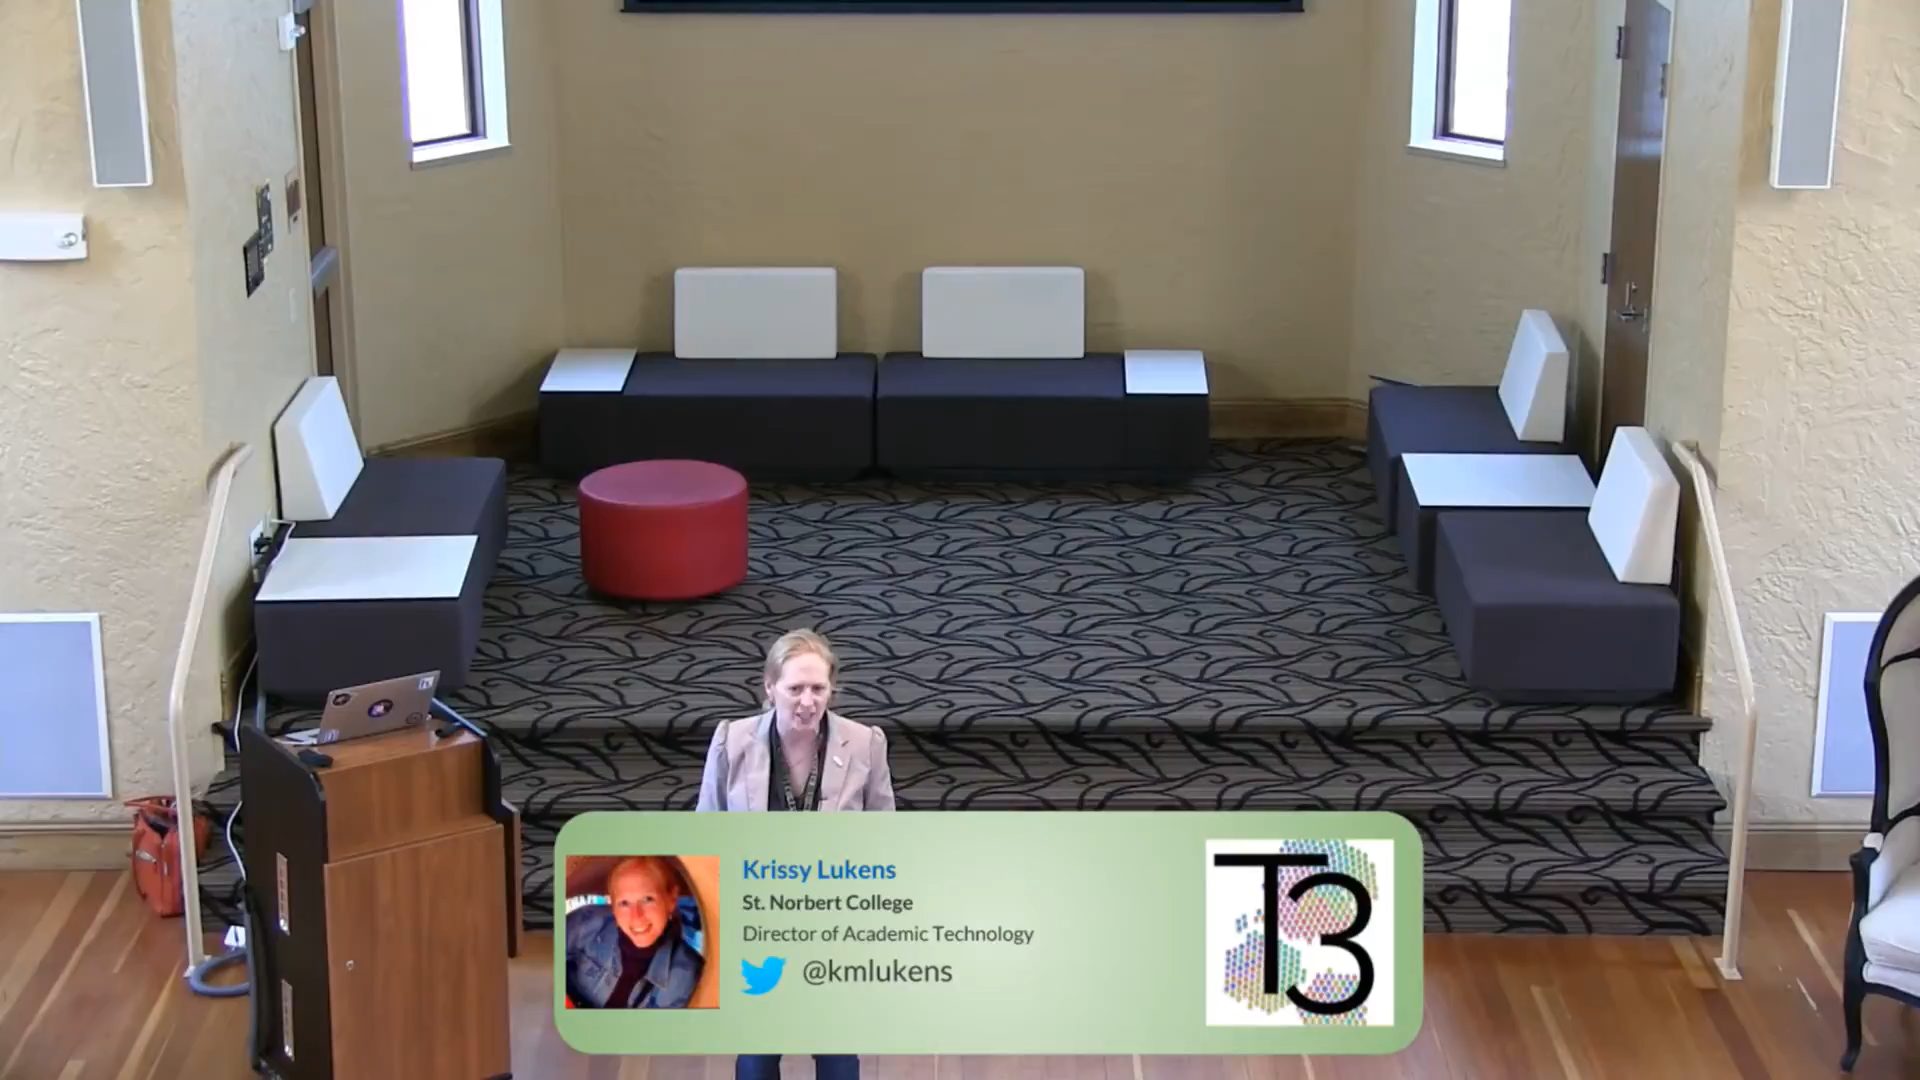 Krissy Lukens
St. Norbert College
Director of Academic Technology
@kmlukens
T3